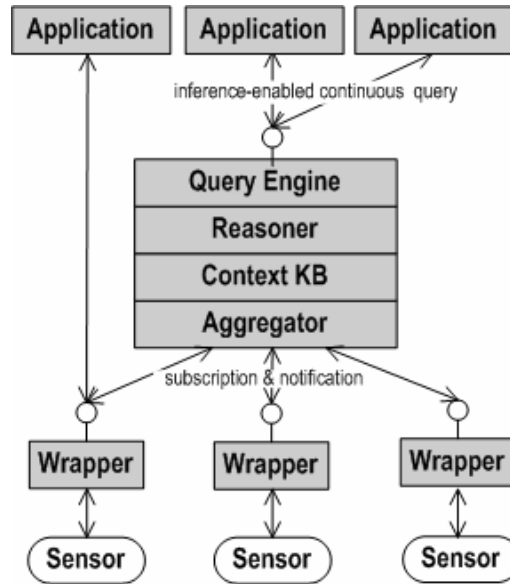 Application
Application
Application
inference-enabled continuous query
Query Engine
Reasoner
Context KB
Aggregator
subscription & notification
Wrapper
Wrapper
Wrapper
Sensor
Sensor
Sensor